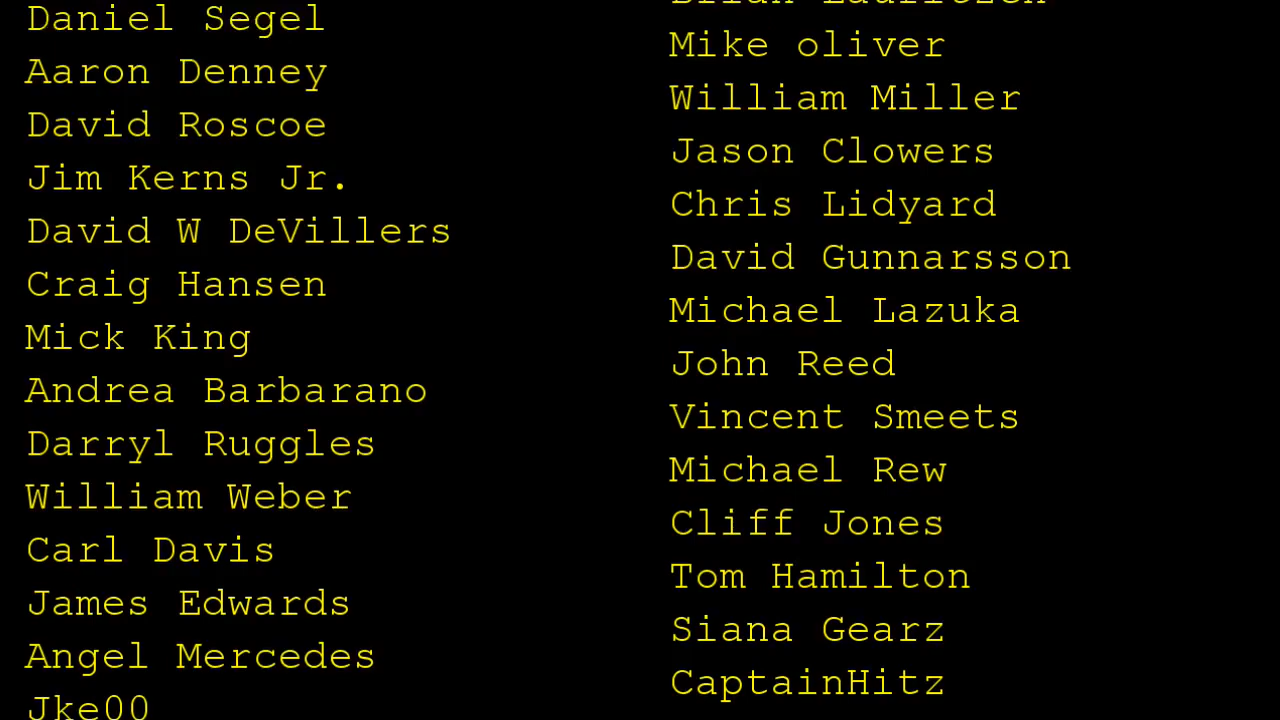 Daniel Segel
Aaron Denney
David Roscoe
Jim Kerns Jr.
David W DeVillers
Craig Hansen
Mick King
Andrea Barbarano
Darryl Ruggles
William Weber
Carl Davis
James Edwards
Angel Mercedes
Jke00
Mike oliver
William Miller
Jason Clowers
Chris Lidyard
David Gunnarsson
Michael Lazuka
John Reed
Vincent Smeets
Michael Rew
Cliff Jones
Tom Hamilton
Siana Gearz
CaptainHitz